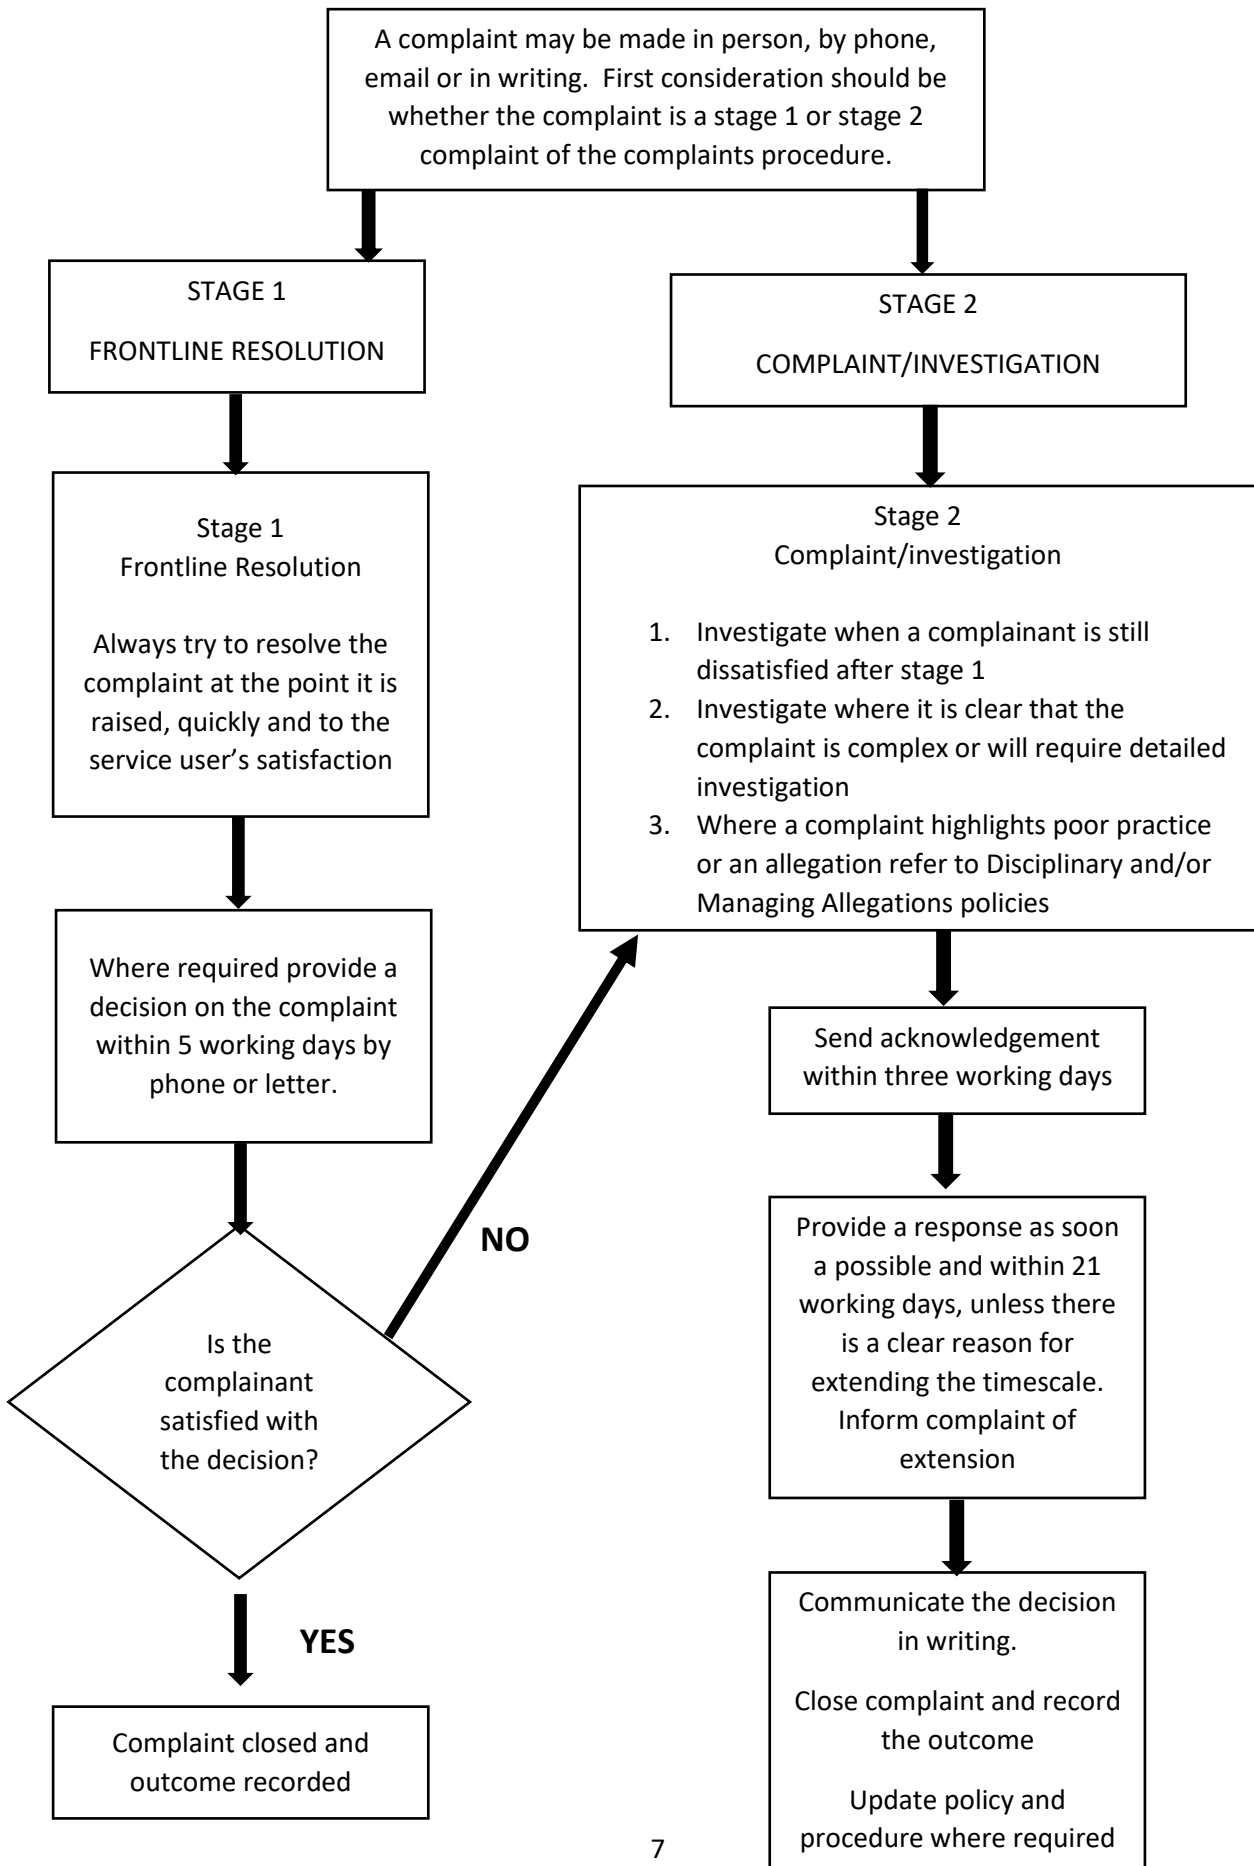 A complaint may be made in person, by phone,
email or in writing.  First consideration should be
whether the complaint is a stage 1 or stage 2
complaint of the complaints procedure.
STAGE 1
FRONTLINE RESOLUTION
Stage 1
Frontline Resolution
Always try to resolve the
complaint at the point it is
raised, quickly and to the
service user’s satisfaction
Where required provide a
decision on the complaint
within 5 working days by
phone or letter.
Is the
complainant
satisfied with
the decision?
NO
YES
Complaint closed and
outcome recorded
STAGE 2
COMPLAINT/INVESTIGATION
Stage 2
Complaint/investigation
1. Investigate when a complainant is still
dissatisfied after stage 1
2. Investigate where it is clear that the
complaint is complex or will require detailed
investigation
3. Where a complaint highlights poor practice
or an allegation refer to Disciplinary and/or
Managing Allegations policies
Send acknowledgement
within three working days
Provide a response as soon
a possible and within 21
working days, unless there
is a clear reason for
extending the timescale.
Inform complaint of
extension
Communicate the decision
in writing.
Close complaint and record
the outcome
Update policy and
procedure where required
7